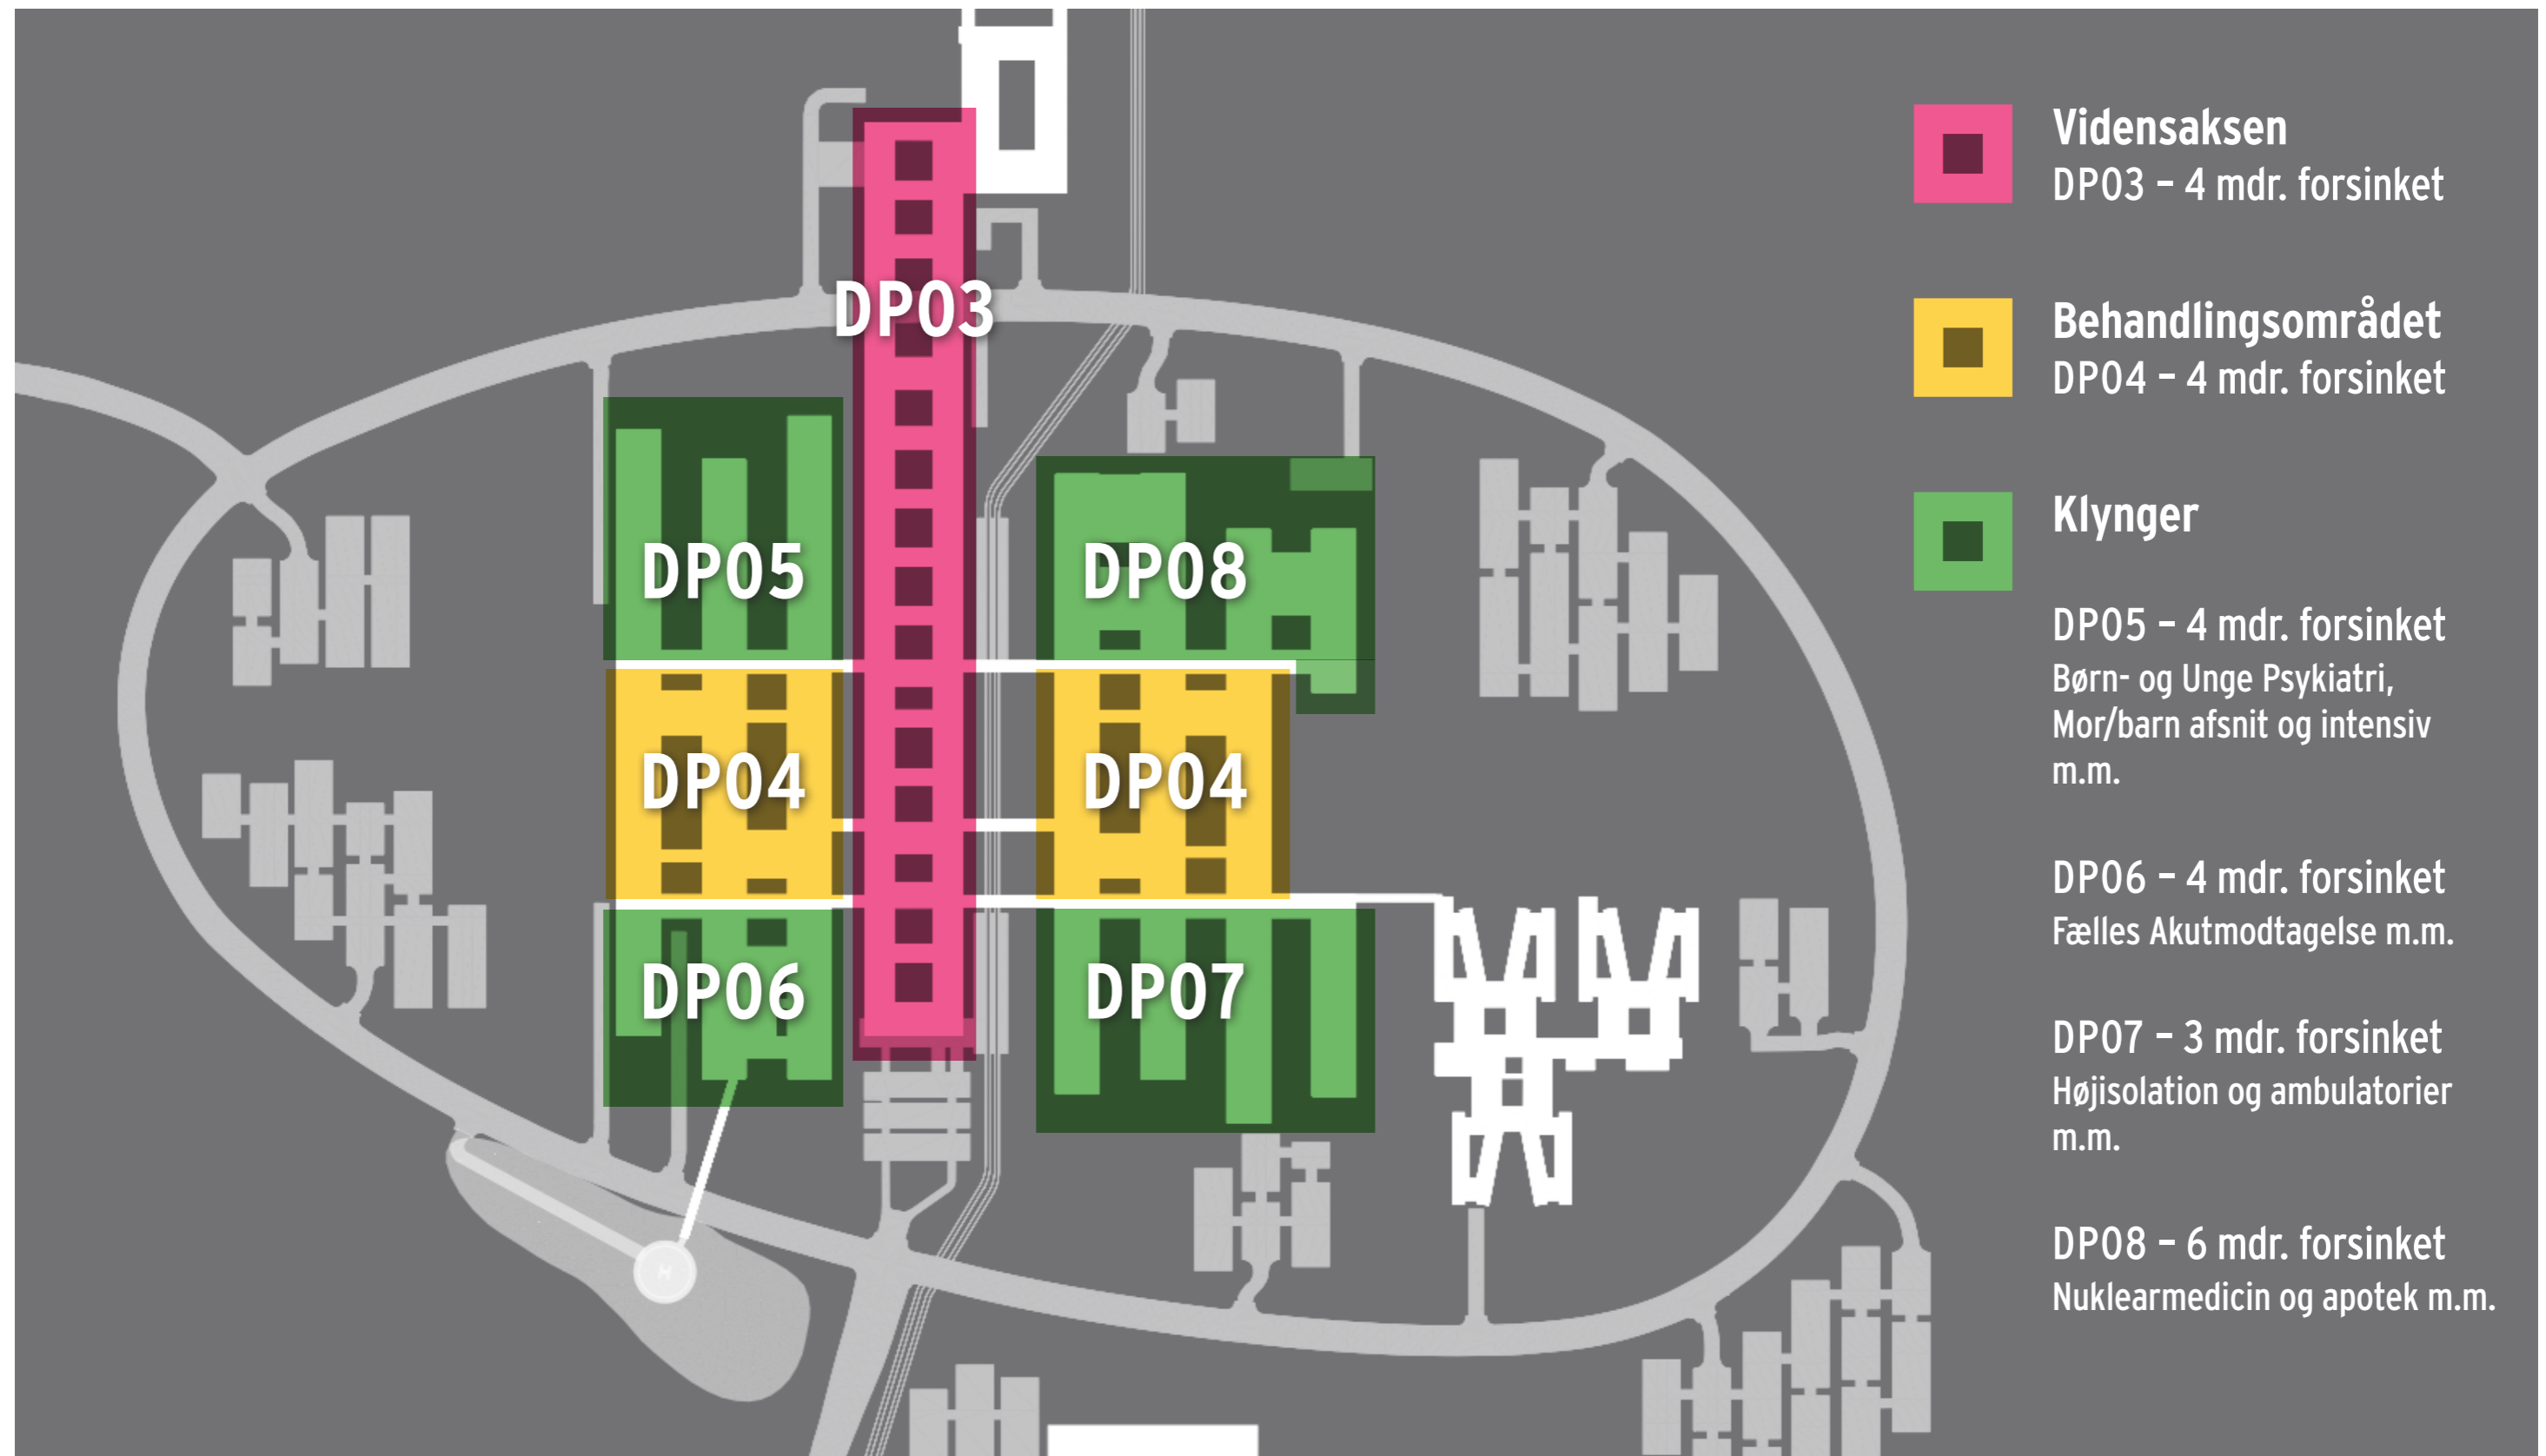 DP03
DP05
DP08
DP04
DP04
DP06
DP07
H
Vidensaksen
DP03 – 4 mdr. forsinket
Behandlingsområdet
DP04 – 4 mdr. forsinket
Klynger
DP05 – 4 mdr. forsinket
Børn- og Unge Psykiatri,
Mor/barn afsnit og intensiv
m.m.
DP06 – 4 mdr. forsinket
Fælles Akutmodtagelse m.m.
DP07 – 3 mdr. forsinket
Højisolation og ambulatorier
m.m.
DP08 – 6 mdr. forsinket
Nuklearmedicin og apotek m.m.